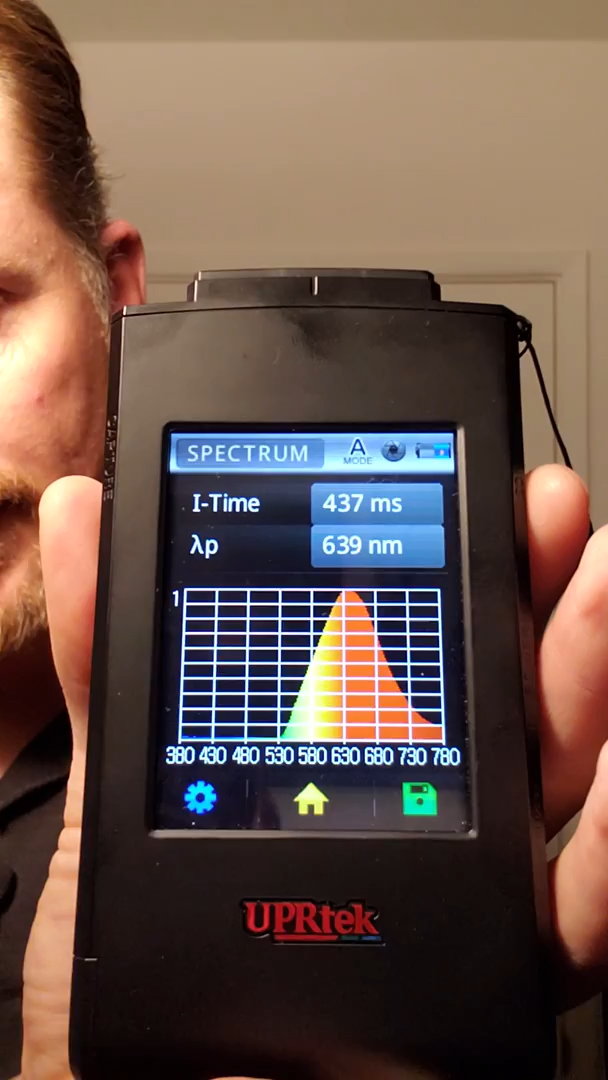 SPECTRUM
A
MODE
I-Time
437 ms
λp
639 nm
1
380 430 480 530 580 630 680 730 780
UPRtek